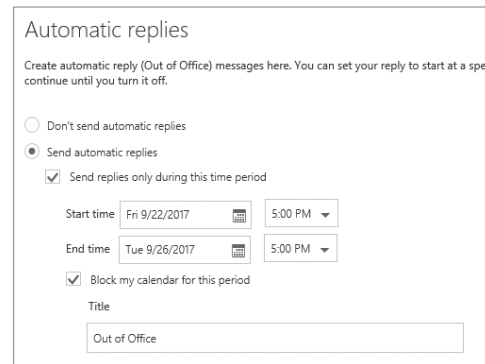 Automatic replies
Create automatic reply (Out of Office) messages here. You can set your reply to start at a
continue until you turn it off.
Don't send automatic replies
Send automatic replies
Send replies only during this time period
Start time Fri 9/22/2017 5:00 PM
End time Tue 9/26/2017 5:00 PM
Block my calendar for this period
Title
Out of Office